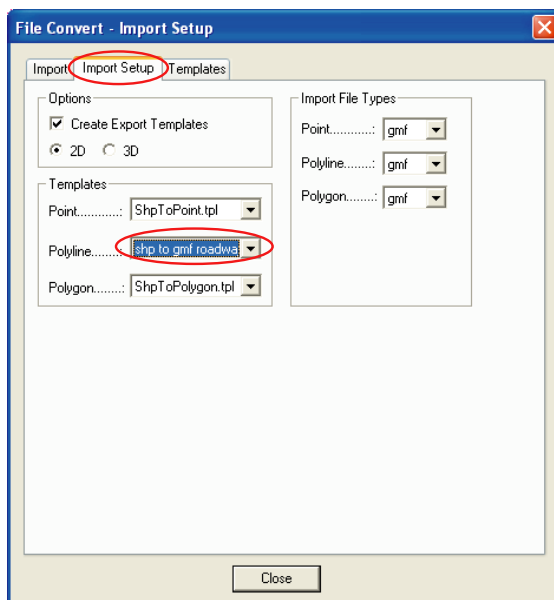 File Convert - Import Setup
Import Import Setup Templates
Options
Create Export Templates
2D 3D
Templates
Point............: ShpToPoint.tpl
Polyline.......: shp to gmf roadwa
Polygon........: ShpToPolygon.tpl
Import File Types
Point............: gmf
Polyline.......: gmf
Polygon........: gmf
Close